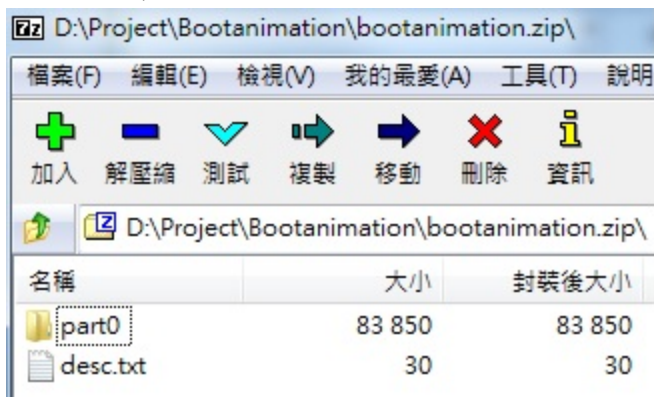 D:\Project\Bootanimation\bootanimation.zip\
檔案(F) 編輯(E) 檢視(V) 我的最愛(A) 工具(T) 說明
加入 解壓縮 測試 複製 移動 刪除 資訊
D:\Project\Bootanimation\bootanimation.zip\
名稱 大小 封裝後大小
part0 83 850 83 850
desc.txt 30 30